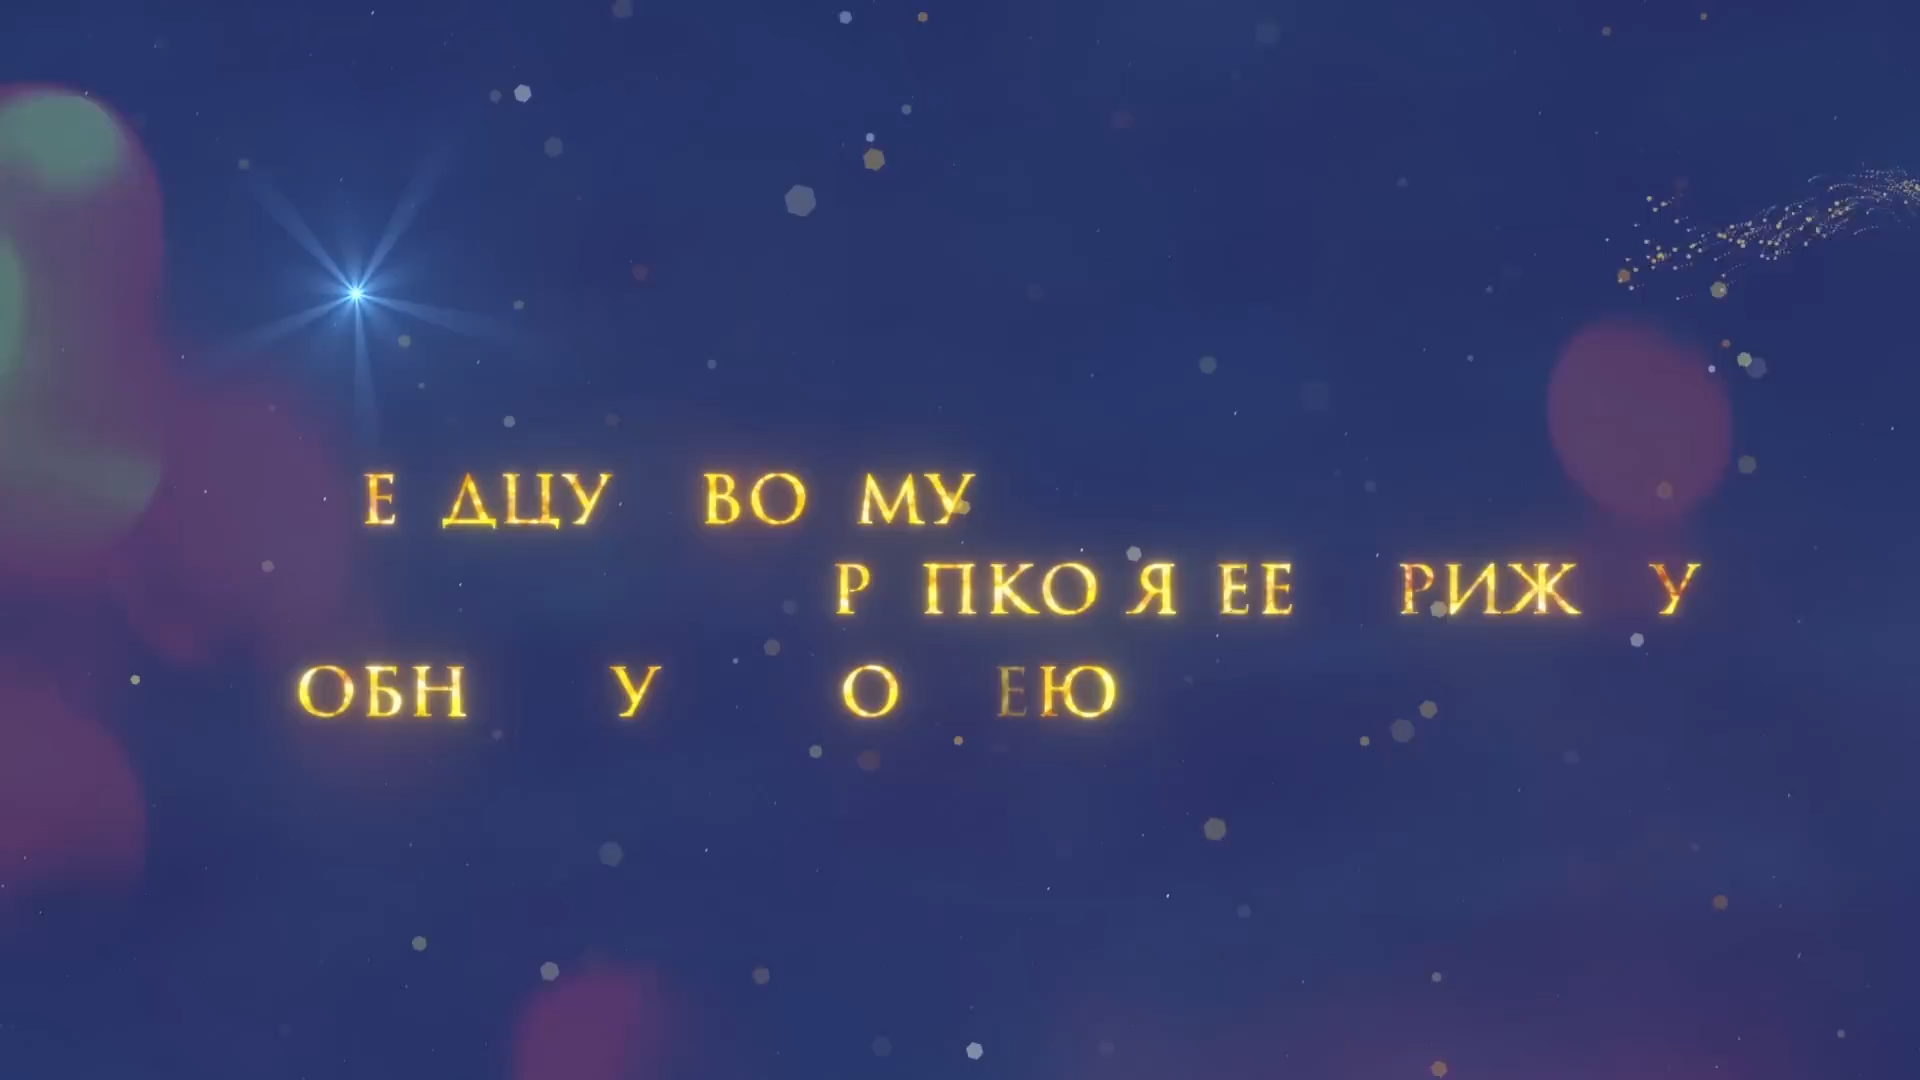 Е ДЦУ ВО МУ
Р ПКО Я ЕЕ РИЖ У
ОБН У О ЕЮ